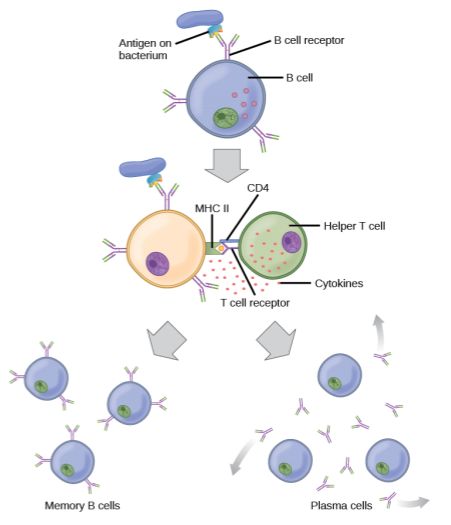 Antigen on
bacterium
B cell receptor
B cell
CD4
MHC II
Helper T cell
Cytokines
T cell receptor
Memory B cells
Plasma cells